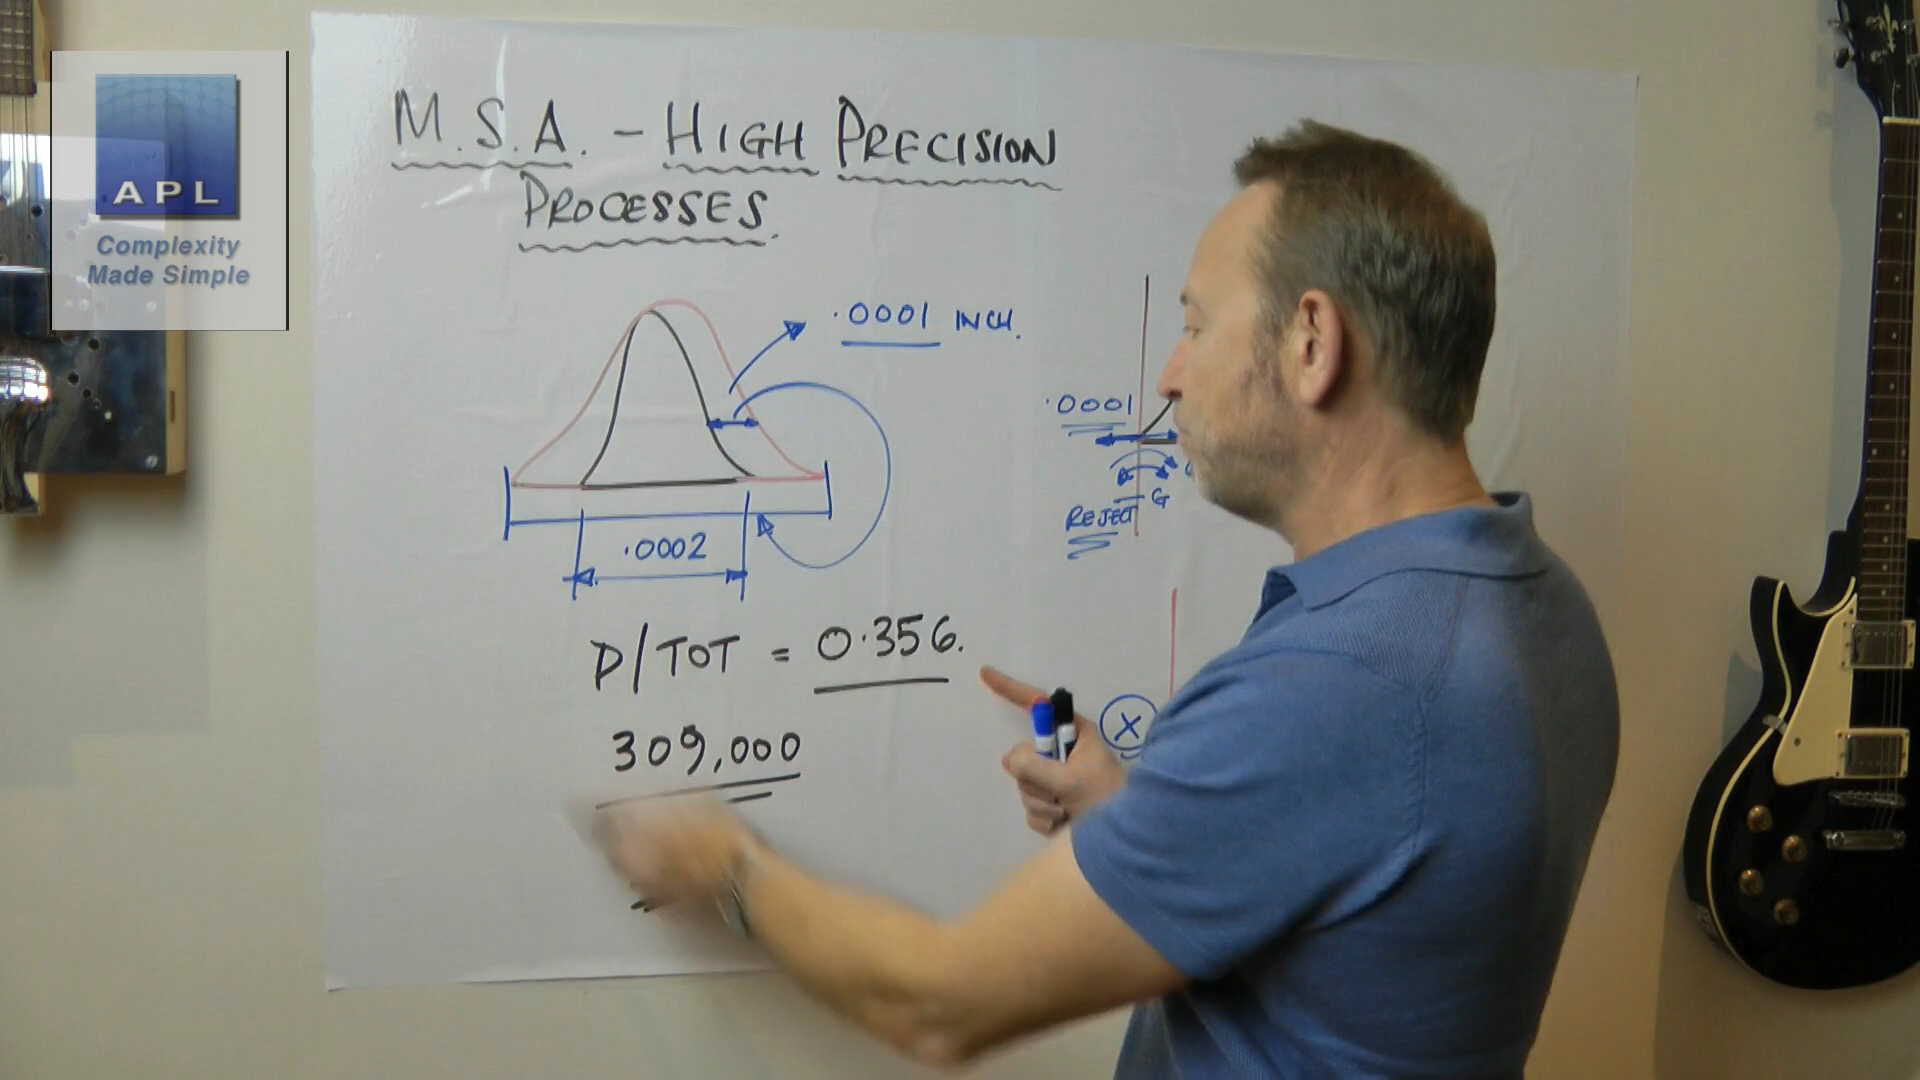 APL
Complexity
Made Simple
M.S.A. - HIGH PRECISION
PROCESSES.
.0001 INCH.
.0002
P/TOT = 0.356.
309,000
.0001
G
REJECT
X